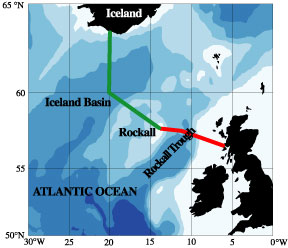 65°N
Iceland
60
Iceland Basin
Rockall
Rockall Trough
55
ATLANTIC OCEAN
50°N
30°W
25
20
15
10
5
0°W